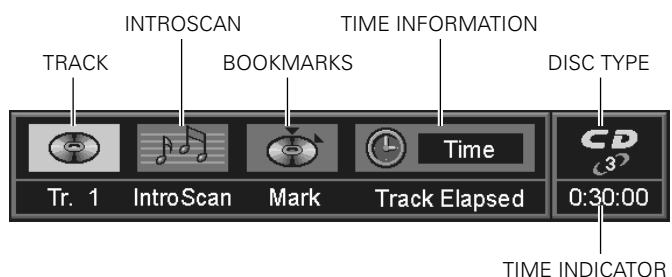 INTROSCAN TIME INFORMATION
TRACK BOOKMARKS DISC TYPE
Time CD
3
Tr. 1 IntroScan Mark Track Elapsed 0:30:00
TIME INDICATOR